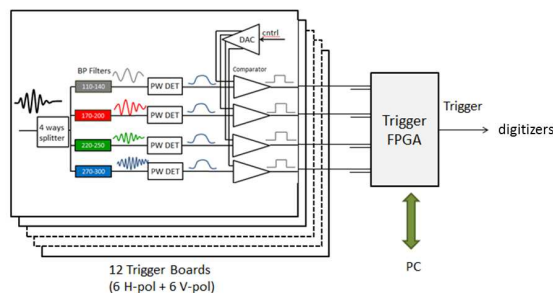 DAC
cntrl
BP Filters
Comparator
110-140
PW DET
170-200
PW DET
4 ways
splitter
220-250
PW DET
270-300
PW DET
Trigger
FPGA
Trigger
digitizers
PC
12 Trigger Boards
(6 H-pol + 6 V-pol)